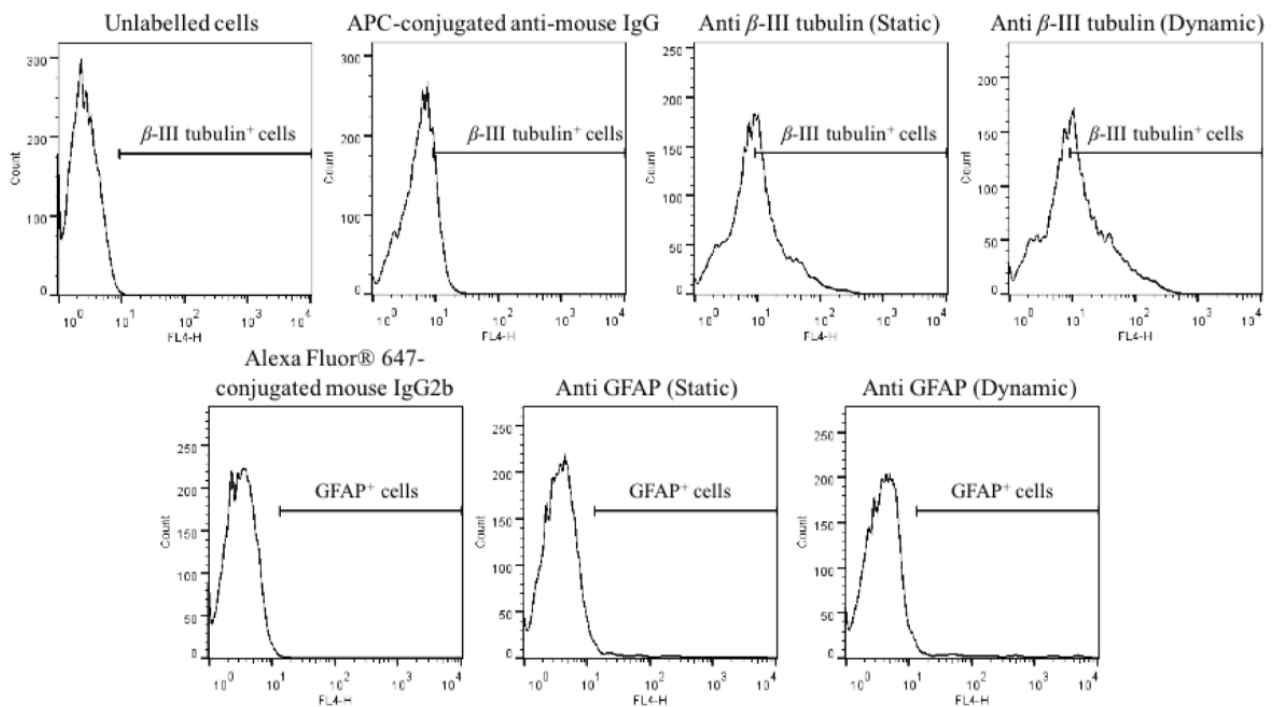 Unlabelled cells
300
200
100
0
Count
β-III tubulin⁺ cells
10⁰ 10¹ 10² 10³ 10⁴
FL4-H
APC-conjugated anti-mouse IgG
300
200
100
0
Count
β-III tubulin⁺ cells
10⁰ 10¹ 10² 10³ 10⁴
FL4-H
Anti β-III tubulin (Static)
250
200
150
100
50
0
Count
β-III tubulin⁺ cells
10⁰ 10¹ 10² 10³ 10⁴
FL4-H
Anti β-III tubulin (Dynamic)
200
150
100
50
0
Count
β-III tubulin⁺ cells
10⁰ 10¹ 10² 10³ 10⁴
FL4-H
Alexa Fluor® 647-
conjugated mouse IgG2b
250
200
150
100
50
0
Count
GFAP⁺ cells
10⁰ 10¹ 10² 10³ 10⁴
FL4-H
Anti GFAP (Static)
250
200
150
100
50
0
Count
GFAP⁺ cells
10⁰ 10¹ 10² 10³ 10⁴
FL4-H
Anti GFAP (Dynamic)
250
200
150
100
50
0
Count
GFAP⁺ cells
10⁰ 10¹ 10² 10³ 10⁴
FL4-H